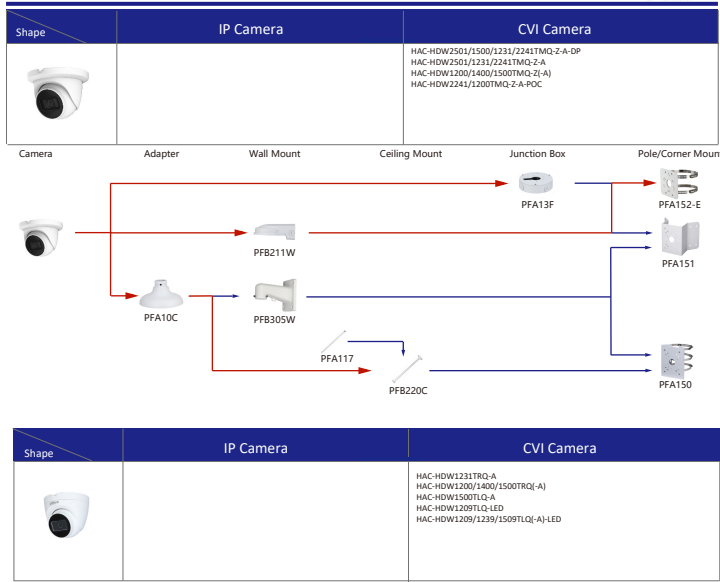 Shape
IP Camera
CVI Camera
HAC-HDW2501/1500/1231/2241TMQ-Z-A-DP
HAC-HDW2501/1231/2241TMQ-Z-A
HAC-HDW1200/1400/1500TMQ-Z(-A)
HAC-HDW2241/1200TMQ-Z-A-POC
Camera
Adapter
Wall Mount
Ceiling Mount
Junction Box
Pole/Corner Moun
PFA13F
PFA152-E
PFB211W
PFA151
PFA10C
PFB305W
PFA117
PFB220C
PFA150
Shape
IP Camera
CVI Camera
HAC-HDW1231TRQ-A
HAC-HDW1200/1400/1500TRQ(-A)
HAC-HDW1500TLQ-A
HAC-HDW1209TLQ-LED
HAC-HDW1209/1239/1509TLQ(-A)-LED